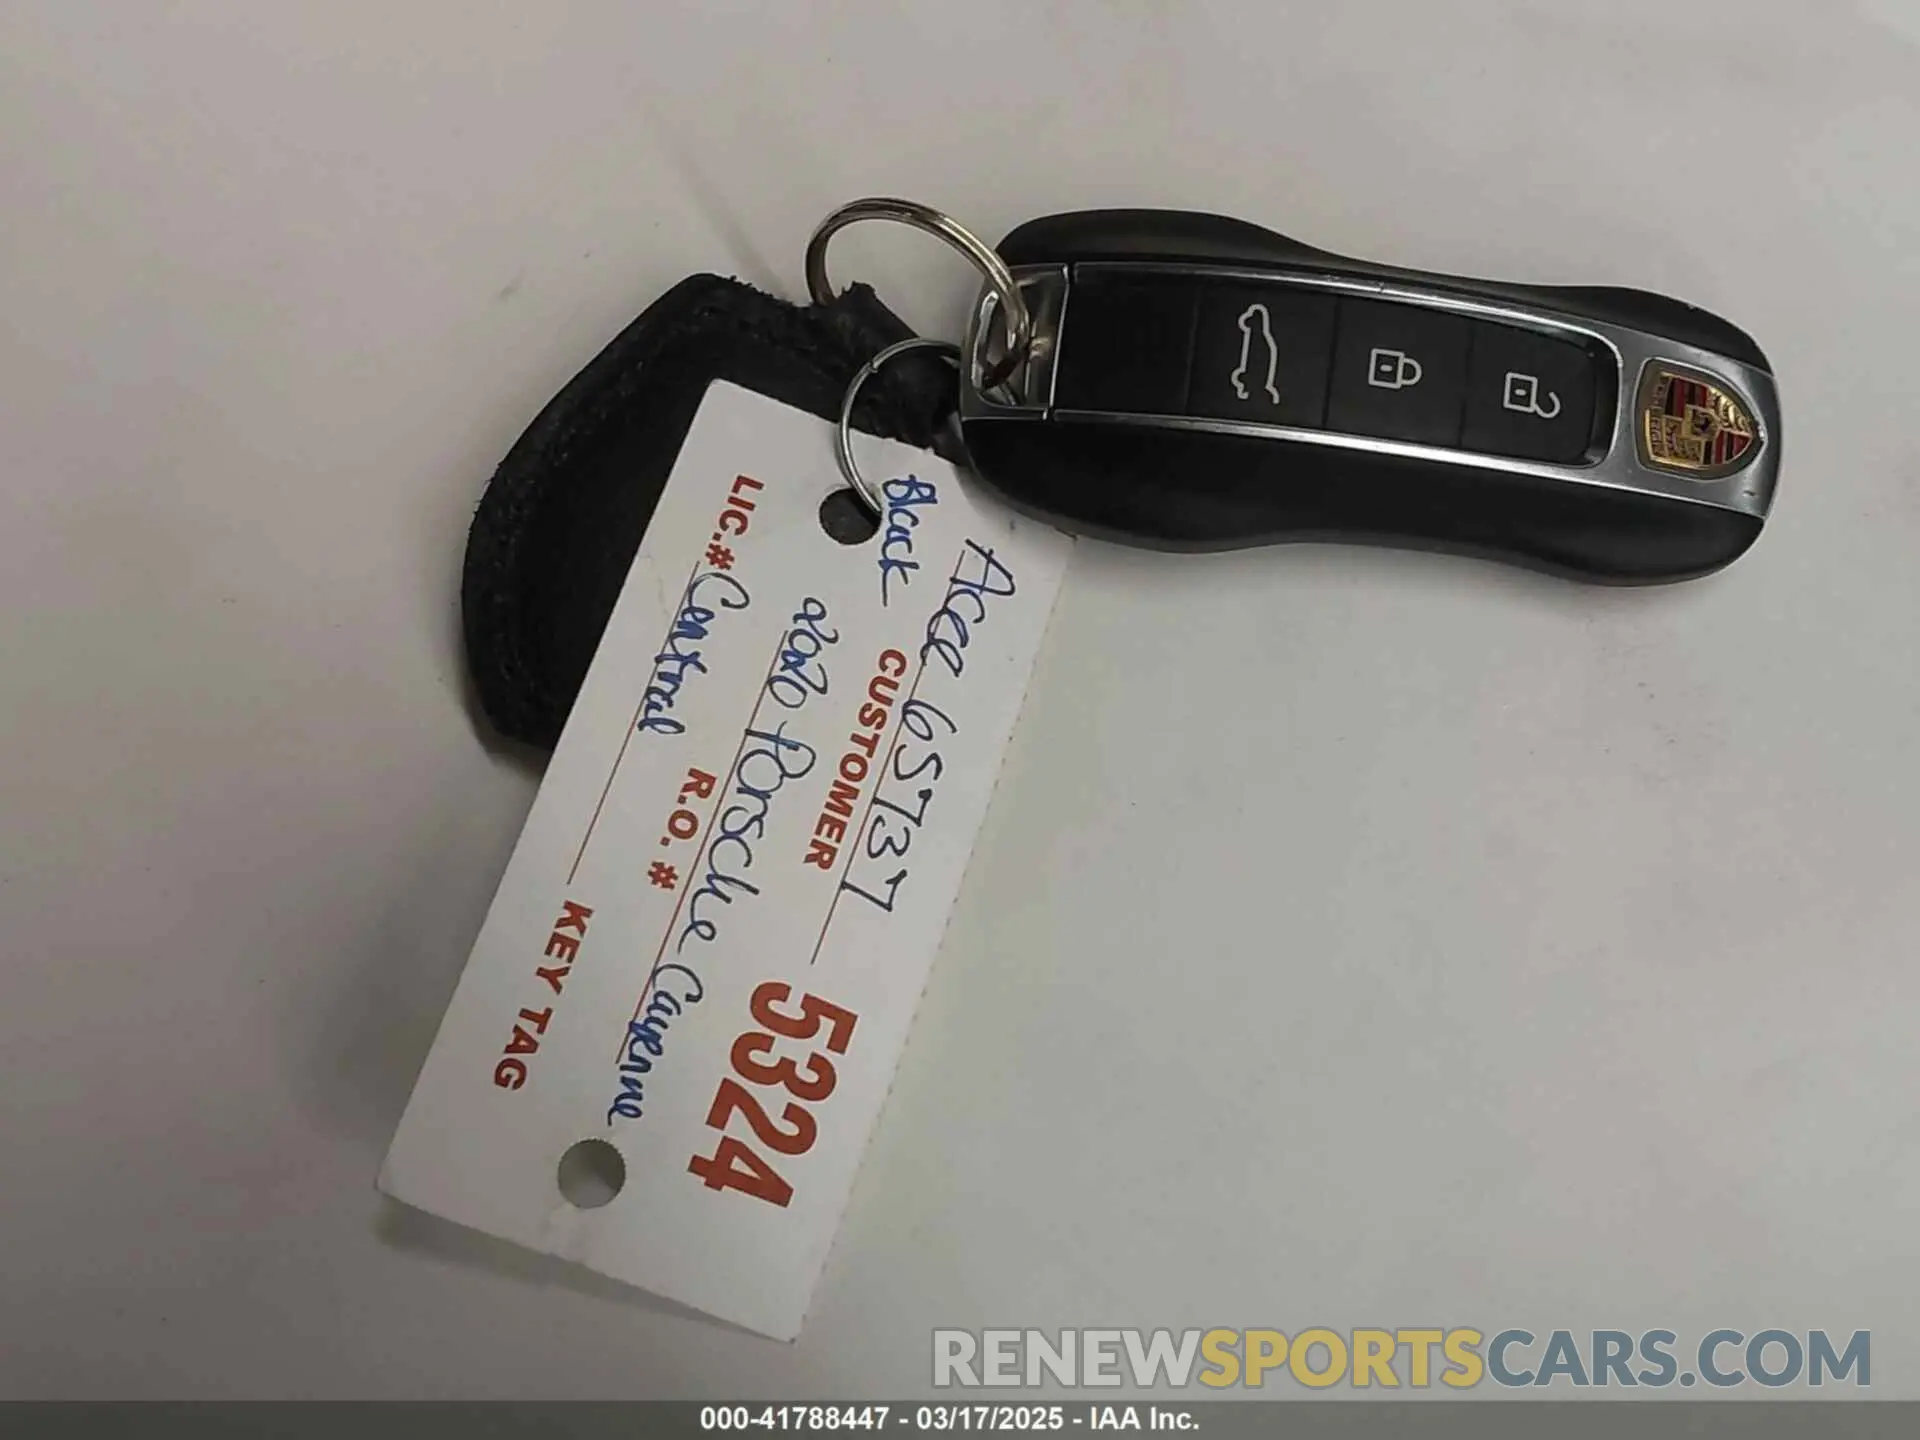 Black
Acee 65737
CUSTOMER
2020 Porsche Cayenne
5324
LIC.# Central
R.O. #
KEY TAG
RENEWSPORTSCARS.COM
000-41788447 - 03/17/2025 - IAA Inc.